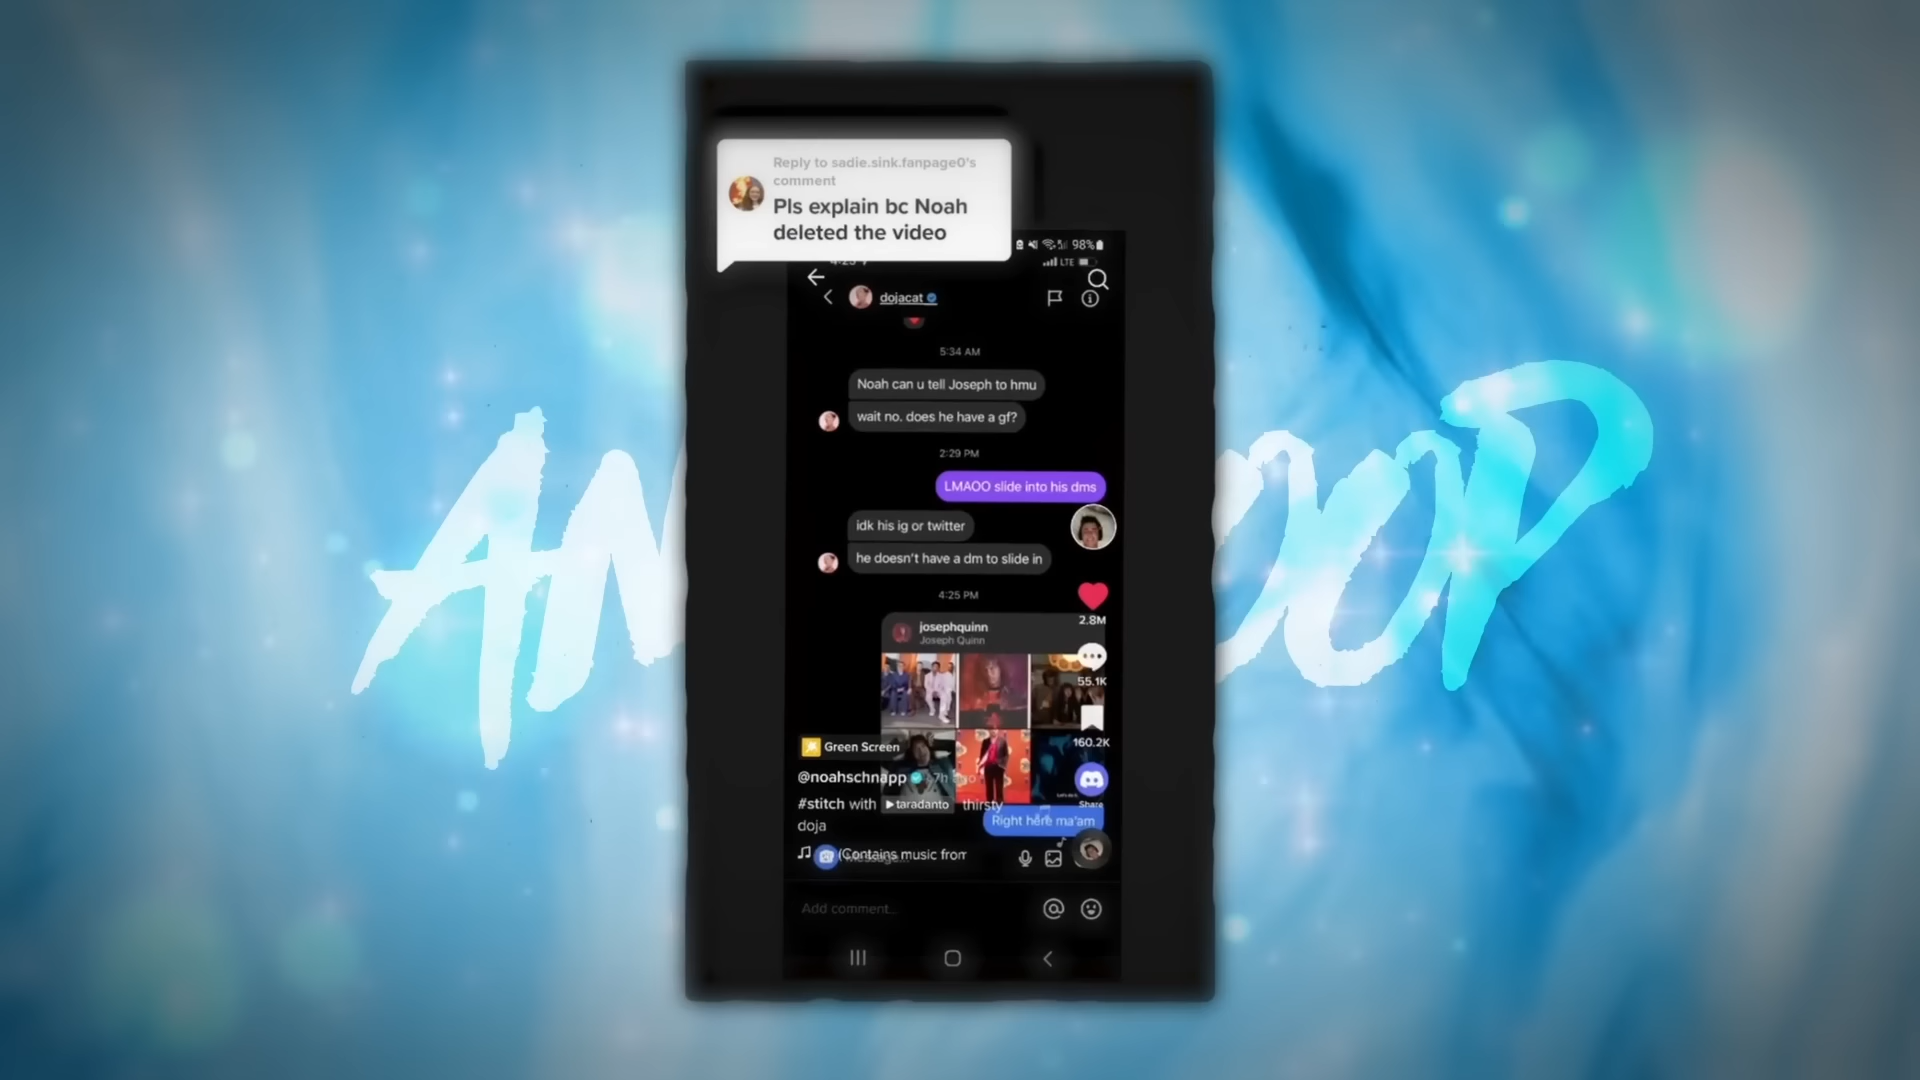 Reply to sadie.sink.fanpage0's
comment
Pls explain bc Noah
deleted the video
98%
LTE
dojacat
5:34 AM
Noah can u tell Joseph to hmu
wait no. does he have a gf?
2:29 PM
LMAOO slide into his dms
idk his ig or twitter
he doesn't have a dm to slide in
4:25 PM
josephquinn
Joseph Quinn
2.8M
55.1K
160.2K
Share
Green Screen
@noahschnapp 7h ago
#stitch with taradanto thirsty
doja
Right here ma'am
(Contains music from
Add comment...